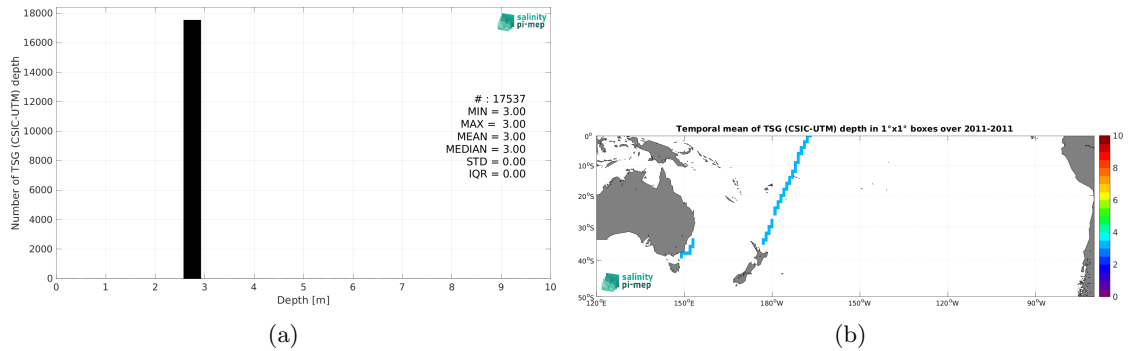 18000
16000
14000
12000
10000
8000
6000
4000
2000
0
Number of TSG (CSIC-UTM) depth
salinity
pi-mep
# : 17537
MIN = 3.00
MAX = 3.00
MEAN = 3.00
MEDIAN = 3.00
STD = 0.00
IQR = 0.00
0 1 2 3 4 5 6 7 8 9 10
Depth [m]
(a)
Temporal mean of TSG (CSIC-UTM) depth in 1°x1° boxes over 2011-2011
0°
10°S
20°S
30°S
40°S
50°S
120°E 150°E 180°W 150°W 120°W 90°W
salinity
pi-mep
10
8
6
4
2
0
(b)